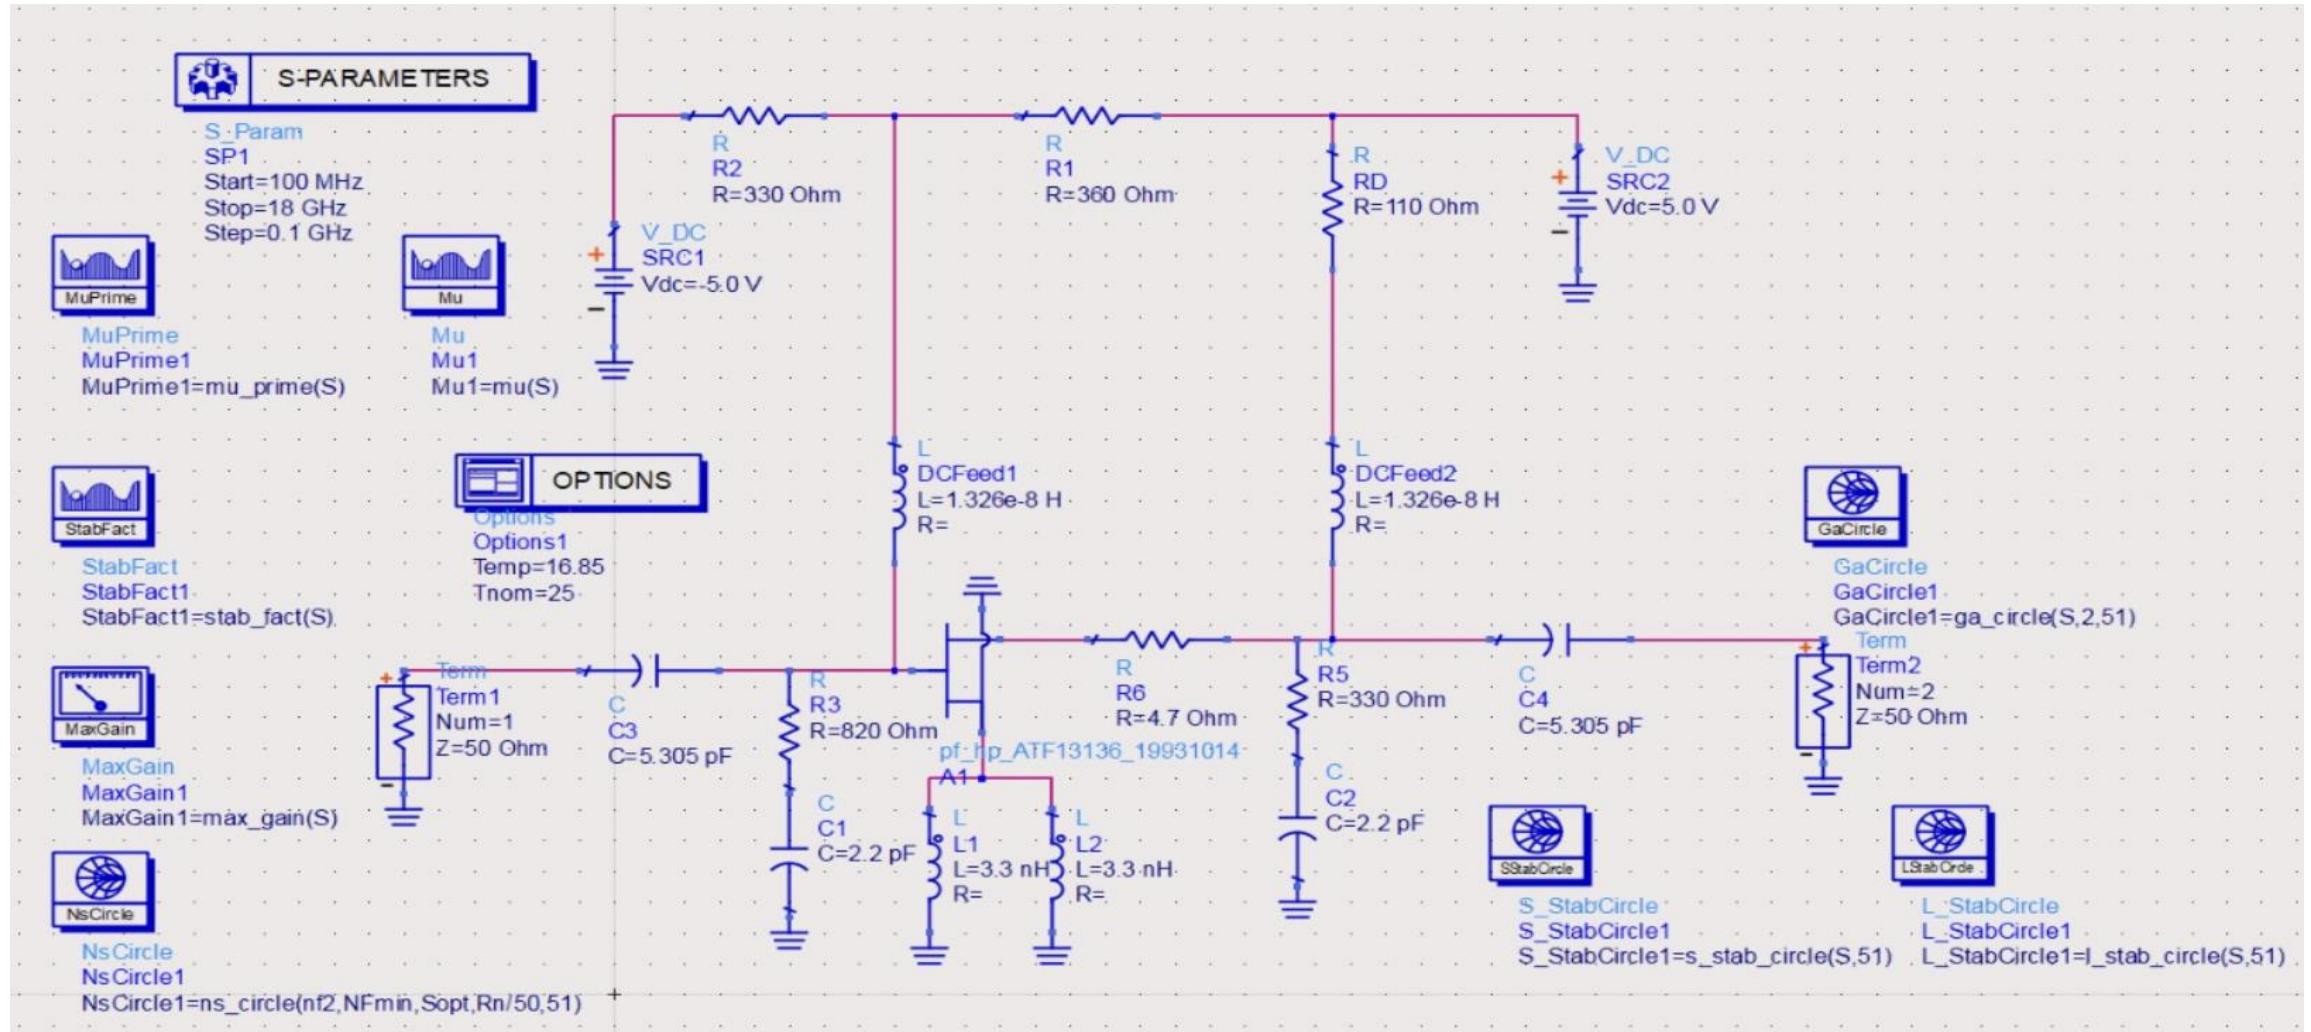 S-PARAMETERS
S_Param
SP1
Start=100 MHz
Stop=18 GHz
Step=0.1 GHz
R
R2
R=330 Ohm
R
R1
R=360 Ohm
R
RD
R=110 Ohm
V_DC
SRC2
Vdc=5.0 V
+
-
V_DC
SRC1
Vdc=-5.0 V
+
-
MuPrime
MuPrime
MuPrime1
MuPrime1=mu_prime(S)
Mu
Mu
Mu1
Mu1=mu(S)
StabFact
StabFact
StabFact1
StabFact1=stab_fact(S)
OPTIONS
Options
Options1
Temp=16.85
Tnom=25
L
DCFeed1
L=1.326e-8 H
R=
L
DCFeed2
L=1.326e-8 H
R=
GaCircle
GaCircle
GaCircle1
GaCircle1=ga_circle(S,2,51)
MaxGain
MaxGain
MaxGain1
MaxGain1=max_gain(S)
+
-
Term
Term1
Num=1
Z=50 Ohm
C
C3
C=5.305 pF
R
R3
R=820 Ohm
C
C1
C=2.2 pF
pf_hp_ATF13136_19931014
A1
L
L1
L=3.3 nH
R=
L
L2
L=3.3 nH
R=
R
R6
R=4.7 Ohm
R
R5
R=330 Ohm
C
C2
C=2.2 pF
C
C4
C=5.305 pF
+
-
Term
Term2
Num=2
Z=50 Ohm
NsCircle
NsCircle
NsCircle1
NsCircle1=ns_circle(nf2,NFmin,Sopt,Rn/50,51)
SStabCircle
S_StabCircle
S_StabCircle1
S_StabCircle1=s_stab_circle(S,51)
LStabCircle
L_StabCircle
L_StabCircle1
L_StabCircle1=l_stab_circle(S,51)